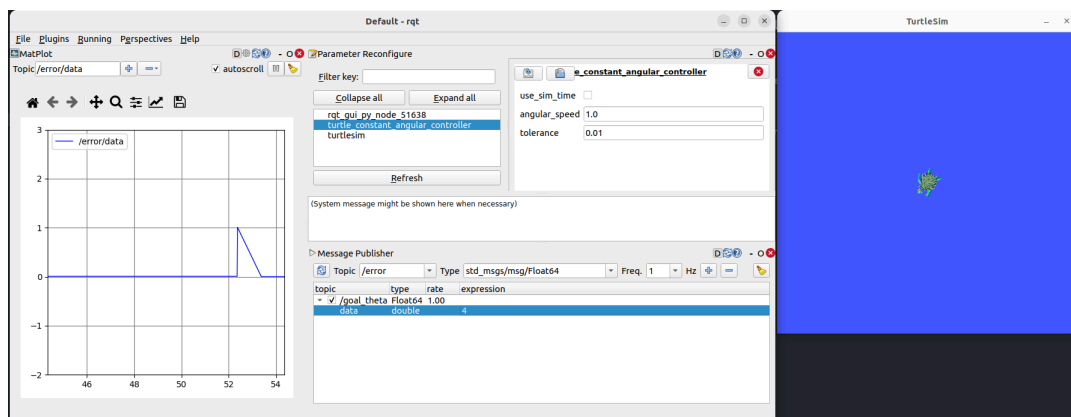 Default - rqt
File Plugins Running Perspectives Help
MatPlot
D - O
Topic /error/data
autoscroll
/error/data
3
2
1
0
−1
−2
46 48 50 52 54
Parameter Reconfigure
D - O
Filter key:
Collapse all Expand all
rqt_gui_py_node_51638
turtle_constant_angular_controller
turtlesim
Refresh
e_constant_angular_controller
use_sim_time
angular_speed 1.0
tolerance 0.01
(System message might be shown here when necessary)
Message Publisher
D - O
Topic /error Type std_msgs/msg/Float64 Freq. 1 Hz
topic type rate expression
/goal_theta Float64 1.00
data double 4
TurtleSim